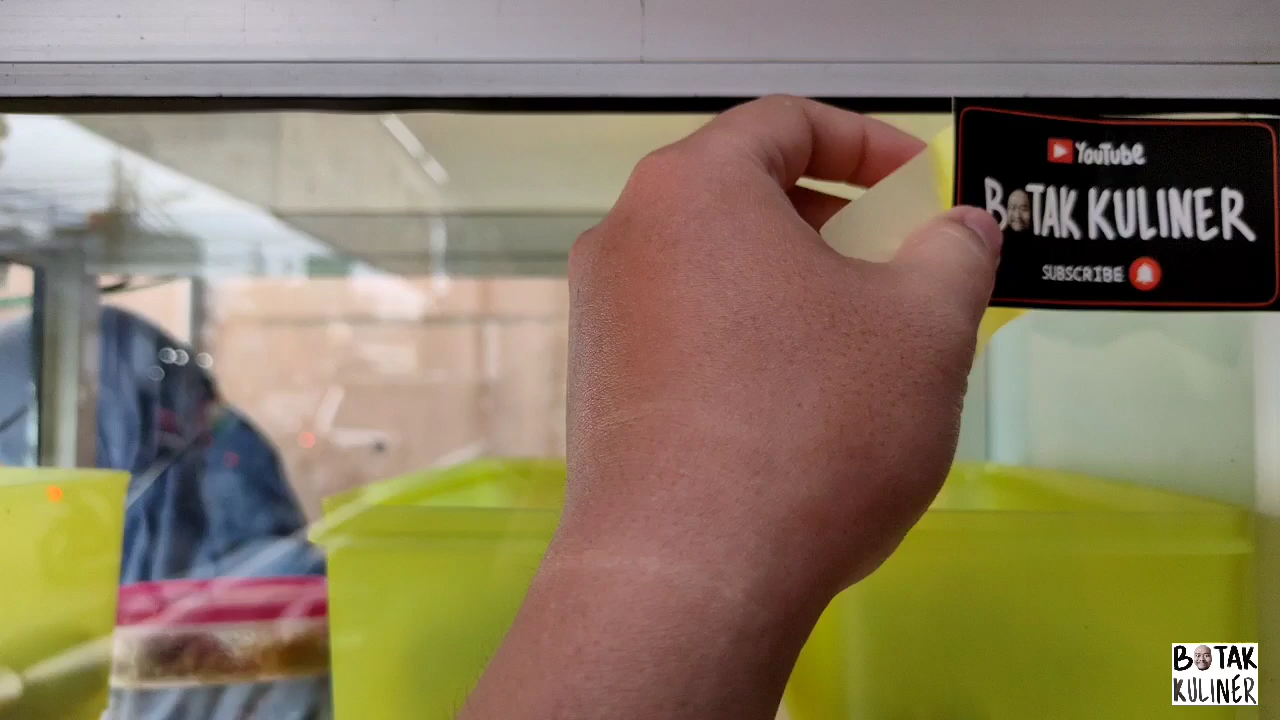 YouTube
BOTAK KULINER
SUBSCRIBE
BOTAK
KULINER